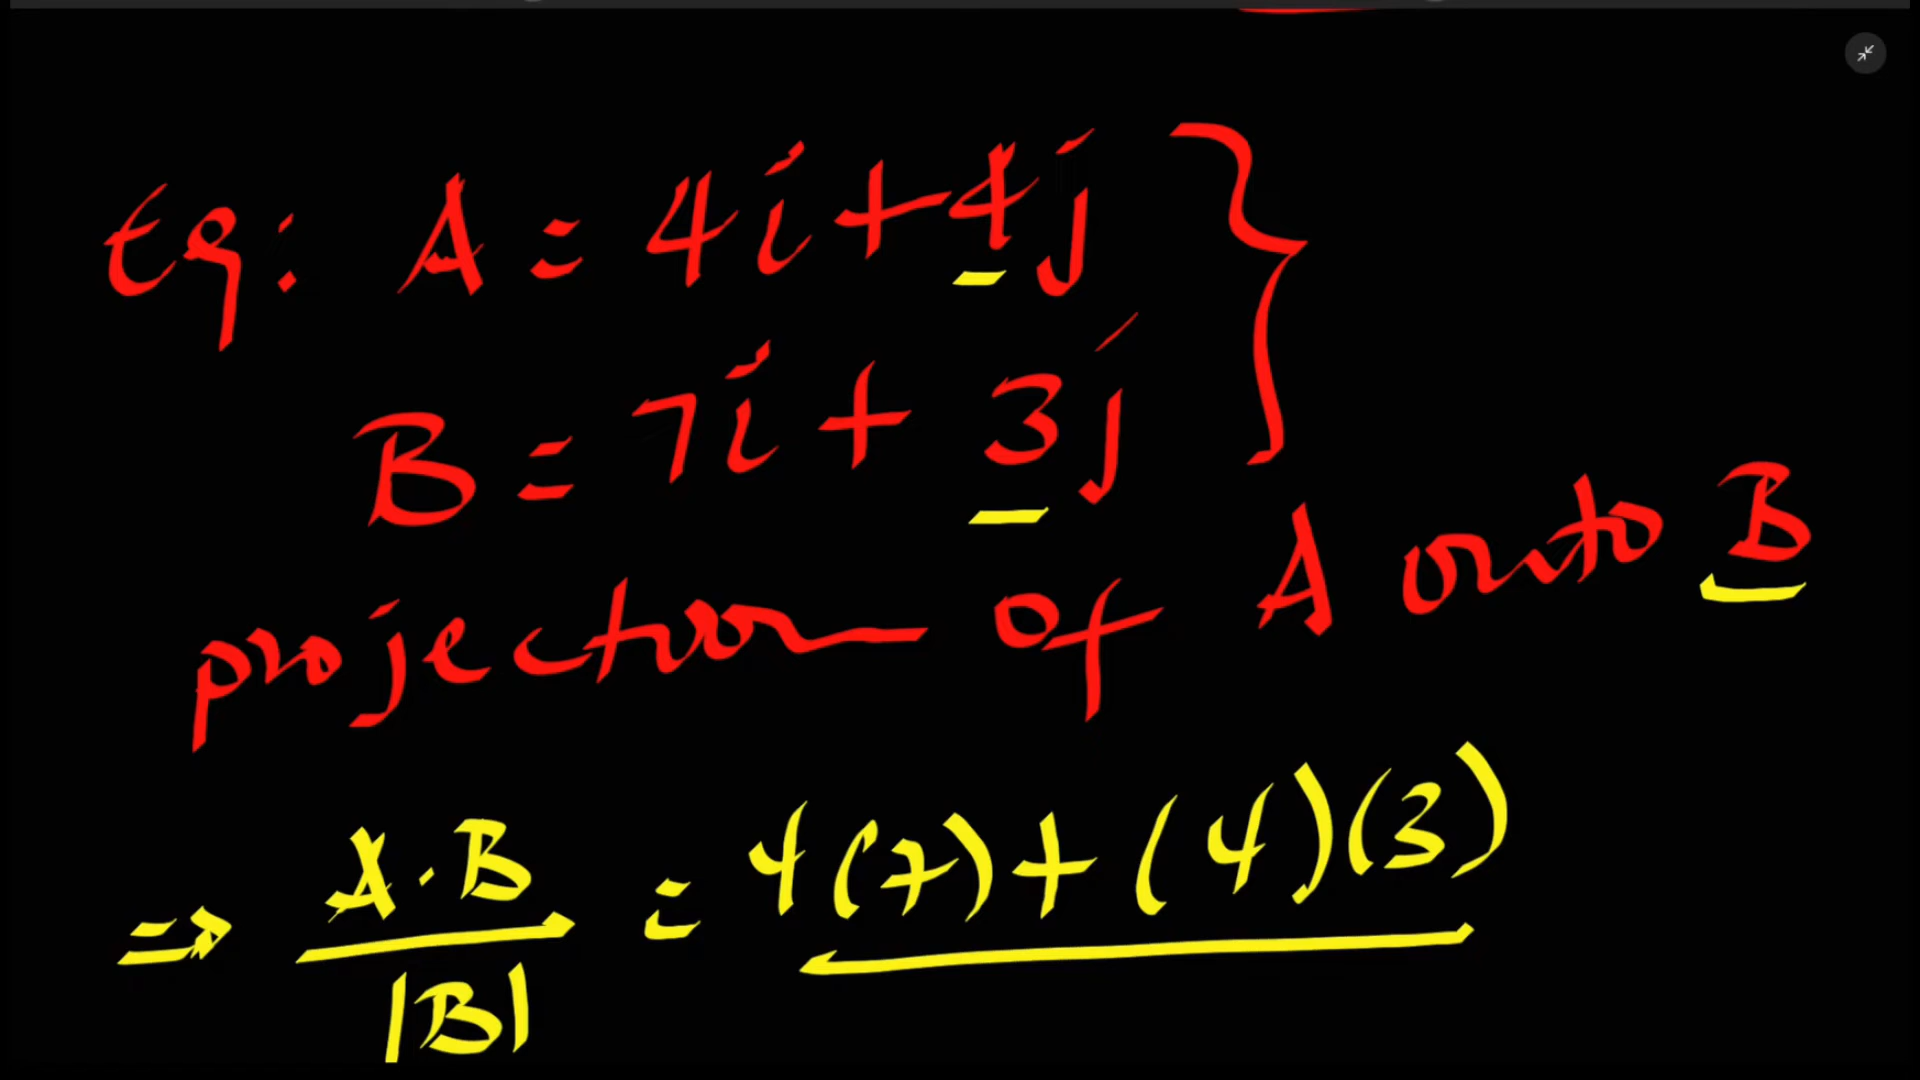 Eg: A = 4i + 4j
B = 7i + 3j
projection of A onto B
⇒ A · B / |B| = 4(7) + (4)(3)